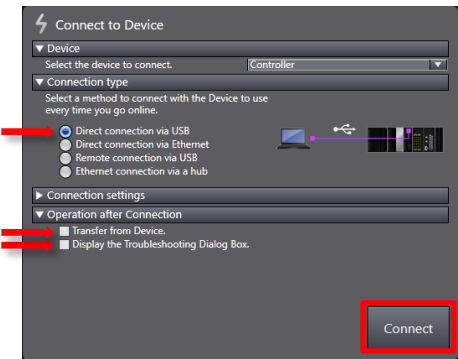 Connect to Device
Device
Select the device to connect. Controller
Connection type
Select a method to connect with the Device to use
every time you go online.
Direct connection via USB
Direct connection via Ethernet
Remote connection via USB
Ethernet connection via a hub
Connection settings
Operation after Connection
Transfer from Device.
Display the Troubleshooting Dialog Box.
Connect